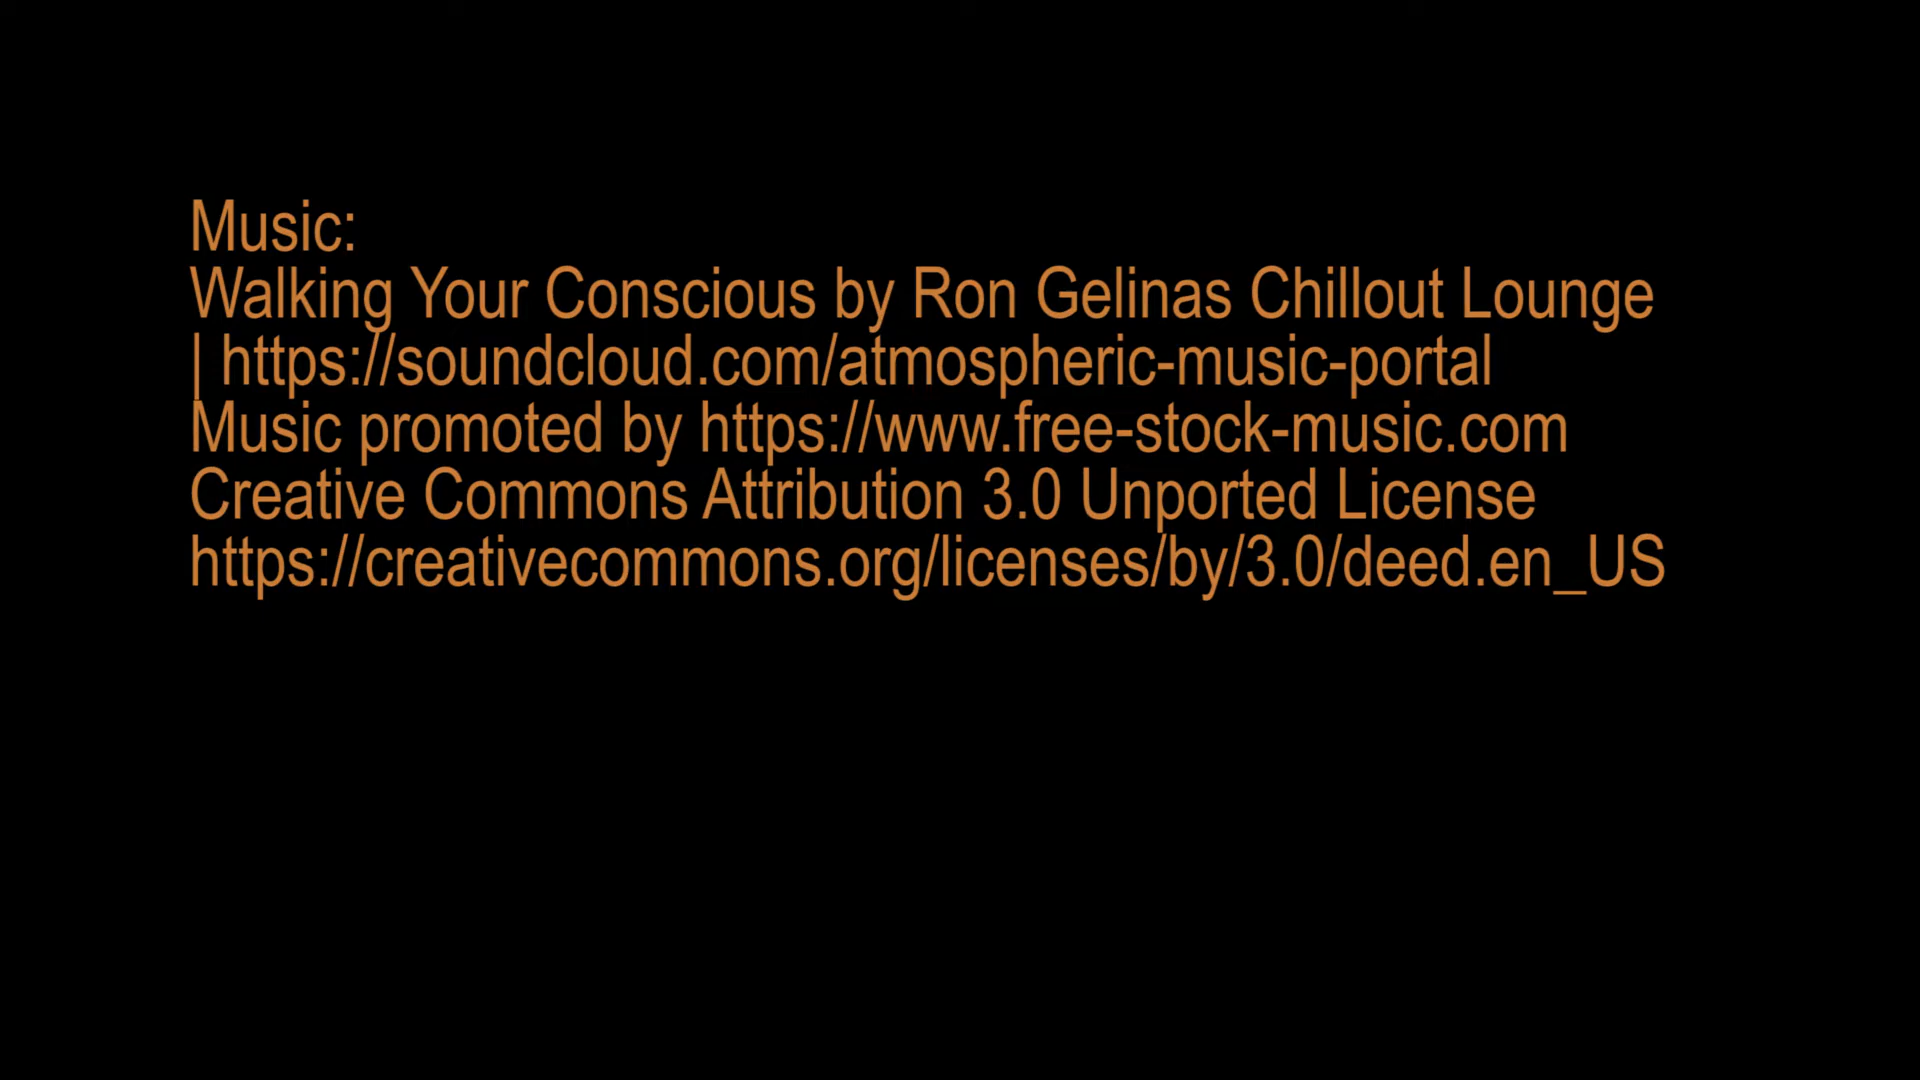 Music:
Walking Your Conscious by Ron Gelinas Chillout Lounge
| https://soundcloud.com/atmospheric-music-portal
Music promoted by https://www.free-stock-music.com
Creative Commons Attribution 3.0 Unported License
https://creativecommons.org/licenses/by/3.0/deed.en_US